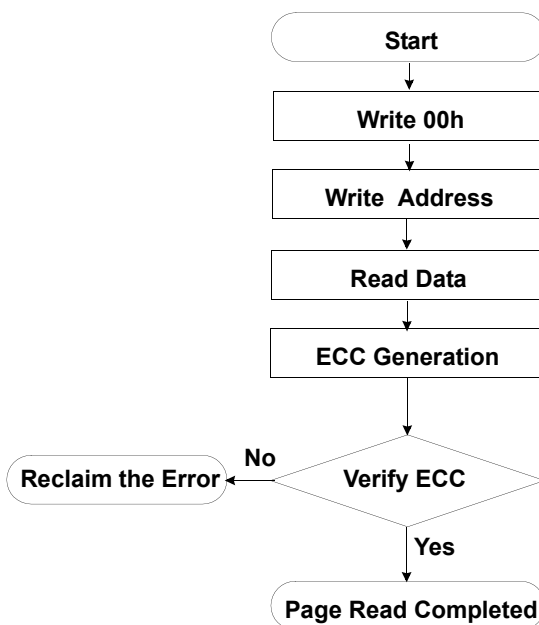 Start
Write 00h
Write Address
Read Data
ECC Generation
Verify ECC
No
Reclaim the Error
Yes
Page Read Completed